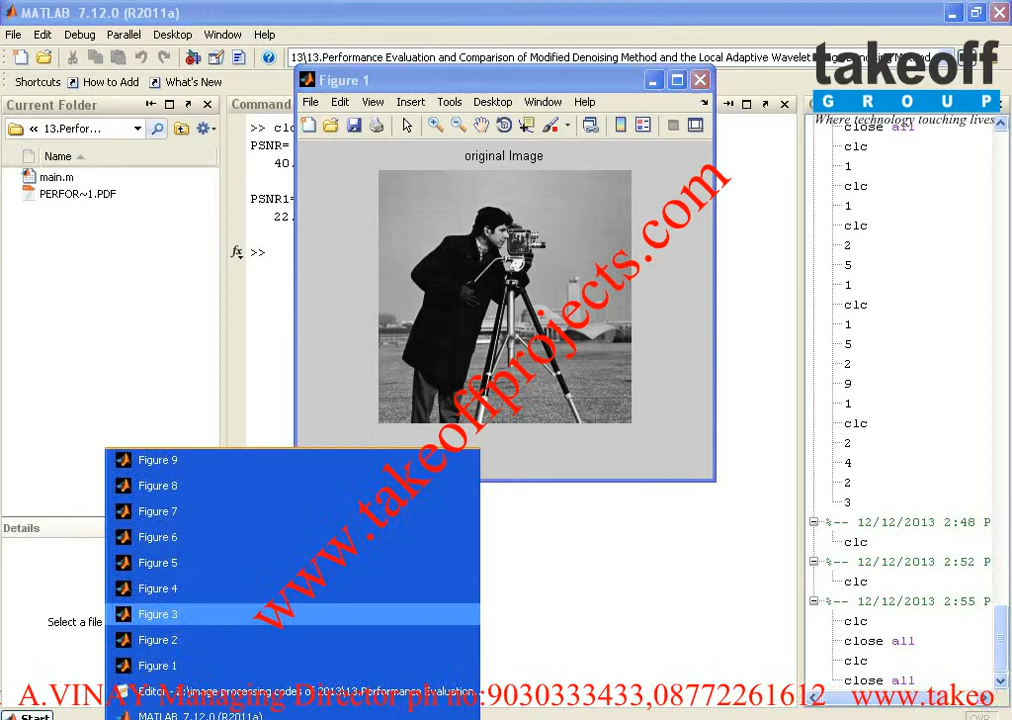 MATLAB 7.12.0 (R2011a)
File Edit Debug Parallel Desktop Window Help
13\13.Performance Evaluation and Comparison of Modified Denoising Method and the Local Adaptive Wavelet
takeoff
GROUP
Where technology touching lives
Shortcuts How to Add What's New
Current Folder
Command
« 13.Perfor...
Name
main.m
PERFOR~1.PDF
Details
Select a file
>> clc
PSNR=
40.
PSNR1=
22.
fx >>
Figure 1
File Edit View Insert Tools Desktop Window Help
original Image
www.takeoffprojects.com
close all
clc
1
clc
1
clc
2
5
1
clc
1
5
2
9
1
clc
2
4
2
3
%-- 12/12/2013 2:48 P
clc
%-- 12/12/2013 2:52 P
clc
%-- 12/12/2013 2:55 P
clc
close all
clc
close all
Figure 9
Figure 8
Figure 7
Figure 6
Figure 5
Figure 4
Figure 3
Figure 2
Figure 1
MATLAB 7.12.0 (R2011a)
A.VINAY Managing Director ph no:9030333433,08772261612 www.takeo
Start
OVR